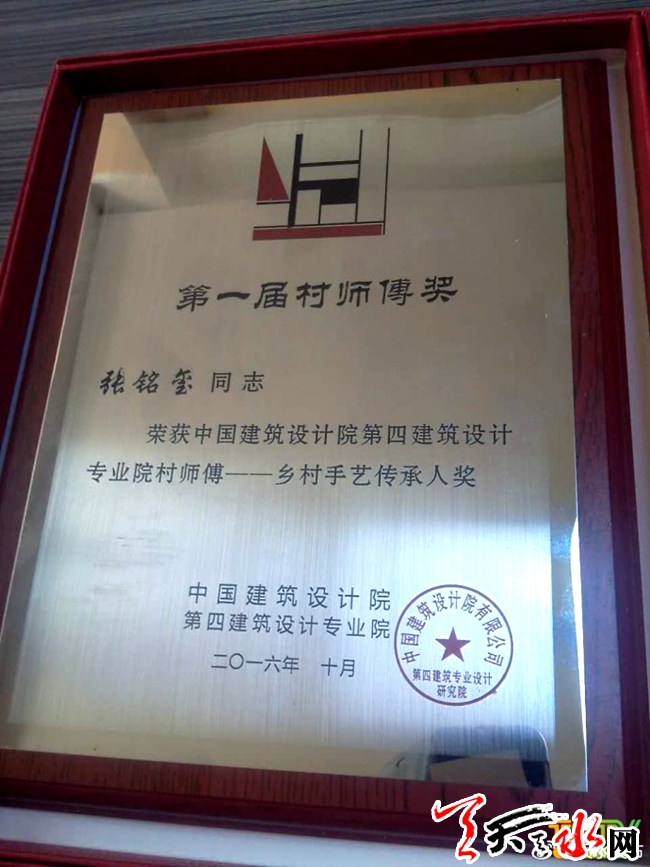 第一届村师傅奖
张铭玺 同志
荣获中国建筑设计院第四建筑设计
专业院村师傅——乡村手艺传承人奖
中国建筑设计院
第四建筑设计专业院
二〇一六年 十月
中国建筑设计院有限公司
第四建筑专业设计
研究院
天天天水网